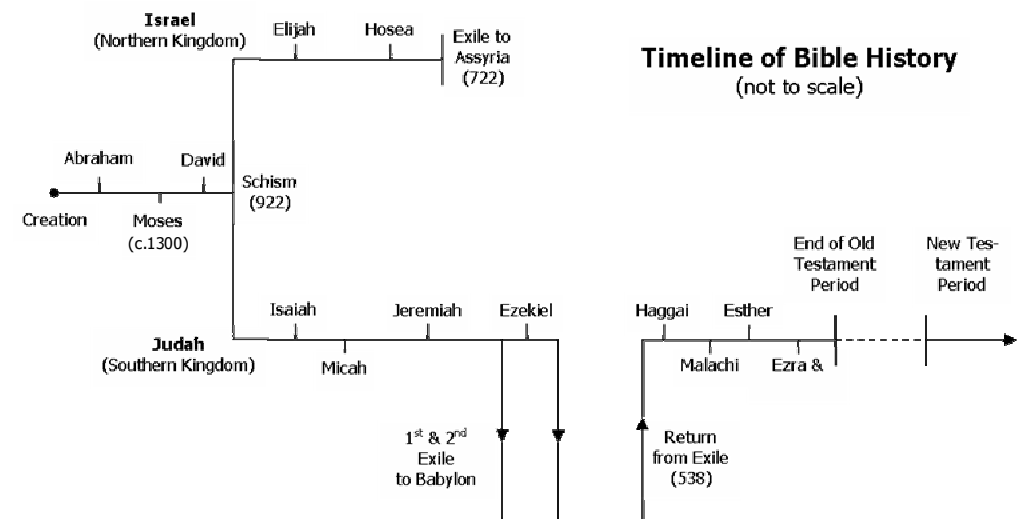 Timeline of Bible History
(not to scale)
Israel
(Northern Kingdom)
Elijah
Hosea
Exile to
Assyria
(722)
Abraham
David
Schism
(922)
Creation
Moses
(c.1300)
Judah
(Southern Kingdom)
Isaiah
Micah
Jeremiah
Ezekiel
1st & 2nd
Exile
to Babylon
Return
from Exile
(538)
Haggai
Malachi
Esther
Ezra &
End of Old
Testament
Period
New Tes-
tament
Period